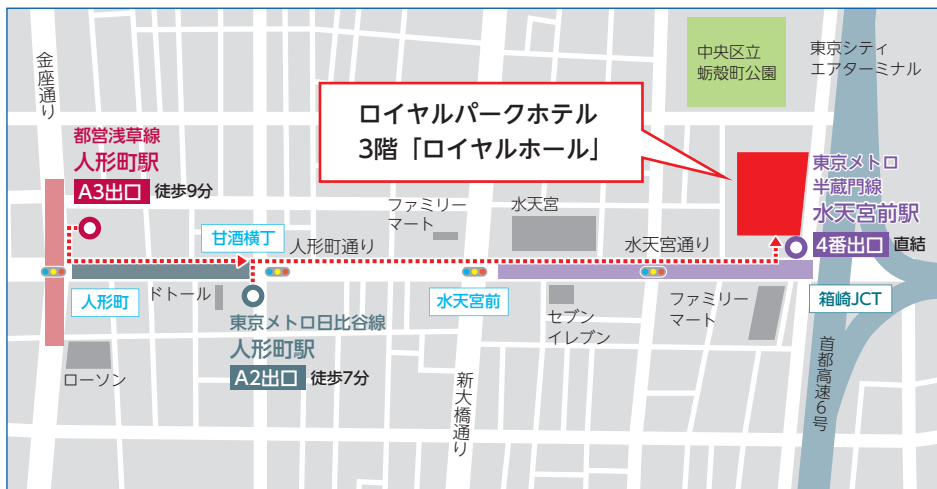 金座通り
都営浅草線
人形町駅
A3出口 徒歩9分
ロイヤルパークホテル
3階「ロイヤルホール」
中央区立
蛎殻町公園
東京シティ
エアターミナル
東京メトロ
半蔵門線
水天宮前駅
4番出口 直結
ファミリー
マート
水天宮
甘酒横丁
人形町通り
水天宮通り
人形町
ドトール
水天宮前
セブン
イレブン
ファミリー
マート
箱崎JCT
東京メトロ日比谷線
人形町駅
A2出口 徒歩7分
ローソン
新大橋通り
首都高速6号